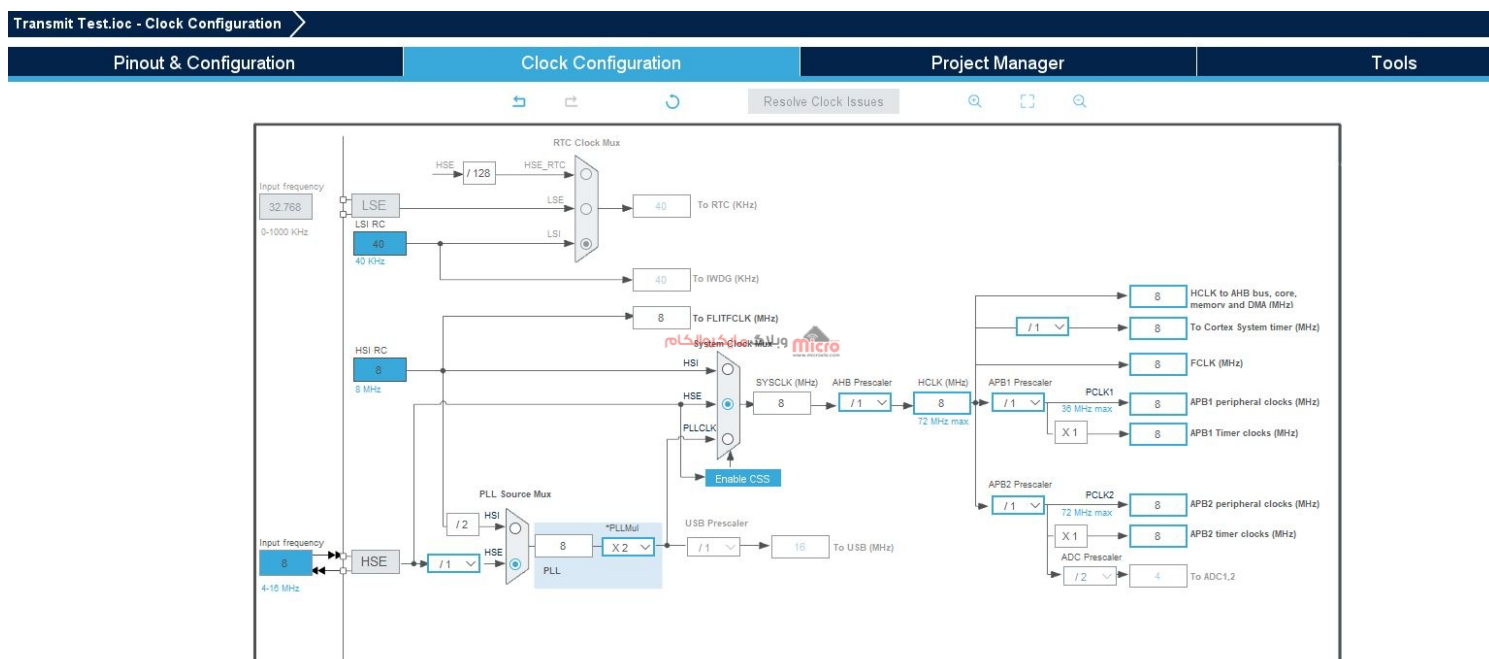 Transmit Test.ioc - Clock Configuration
Pinout & Configuration
Clock Configuration
Project Manager
Tools
Resolve Clock Issues
RTC Clock Mux
HSE
/ 128
HSE_RTC
Input frequency
32.768
0-1000 KHz
LSE
LSE
40
To RTC (KHz)
LSI RC
40
40 KHz
LSI
40
To IWDG (KHz)
8
To FLITFCLK (MHz)
وبلاگ مایکروالکام
Micro
System Clock Mux
HSI RC
8
8 MHz
HSI
HSE
PLLCLK
Enable CSS
SYSCLK (MHz)
8
AHB Prescaler
/ 1
HCLK (MHz)
8
72 MHz max
8
HCLK to AHB bus, core,
memory and DMA (MHz)
/ 1
8
To Cortex System timer (MHz)
8
FCLK (MHz)
APB1 Prescaler
/ 1
PCLK1
36 MHz max
8
APB1 peripheral clocks (MHz)
X 1
8
APB1 Timer clocks (MHz)
APB2 Prescaler
/ 1
PCLK2
72 MHz max
8
APB2 peripheral clocks (MHz)
X 1
8
APB2 timer clocks (MHz)
ADC Prescaler
/ 2
4
To ADC1,2
PLL Source Mux
/ 2
HSI
HSE
Input frequency
8
4-16 MHz
HSE
/ 1
8
PLL
*PLLMul
X 2
USB Prescaler
/ 1
16
To USB (MHz)